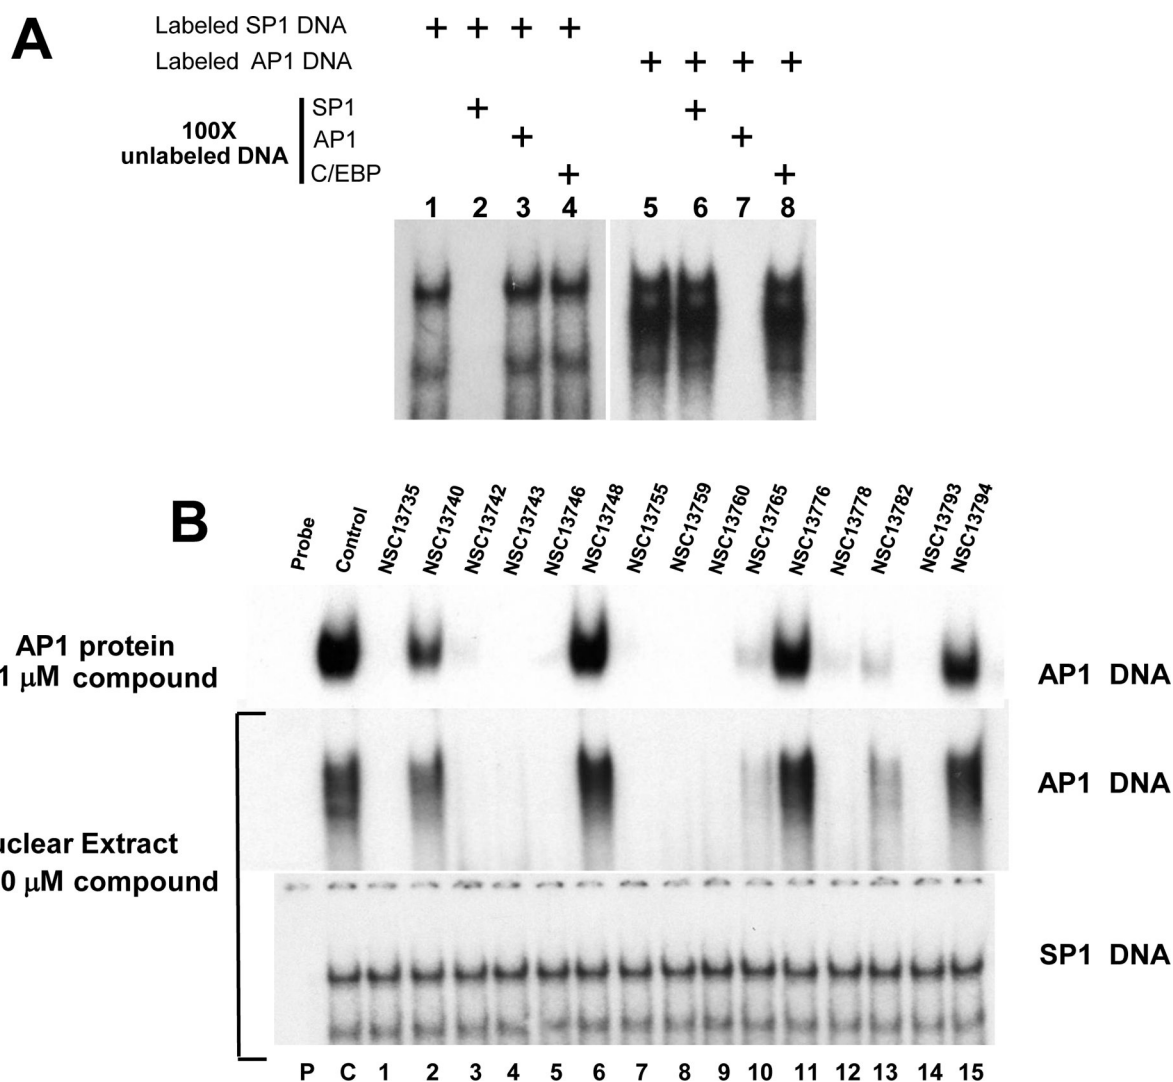 A
Labeled SP1 DNA + + + +
Labeled AP1 DNA + + + +
100X
unlabeled DNA
SP1 + +
AP1 + +
C/EBP + +
1 2 3 4 5 6 7 8
B
Probe Control NSC13735 NSC13740 NSC13742 NSC13743 NSC13746 NSC13748 NSC13755 NSC13759 NSC13760 NSC13765 NSC13776 NSC13778 NSC13782 NSC13793 NSC13794
AP1 protein
1 μM compound
AP1 DNA
AP1 DNA
uclear Extract
0 μM compound
SP1 DNA
P C 1 2 3 4 5 6 7 8 9 10 11 12 13 14 15